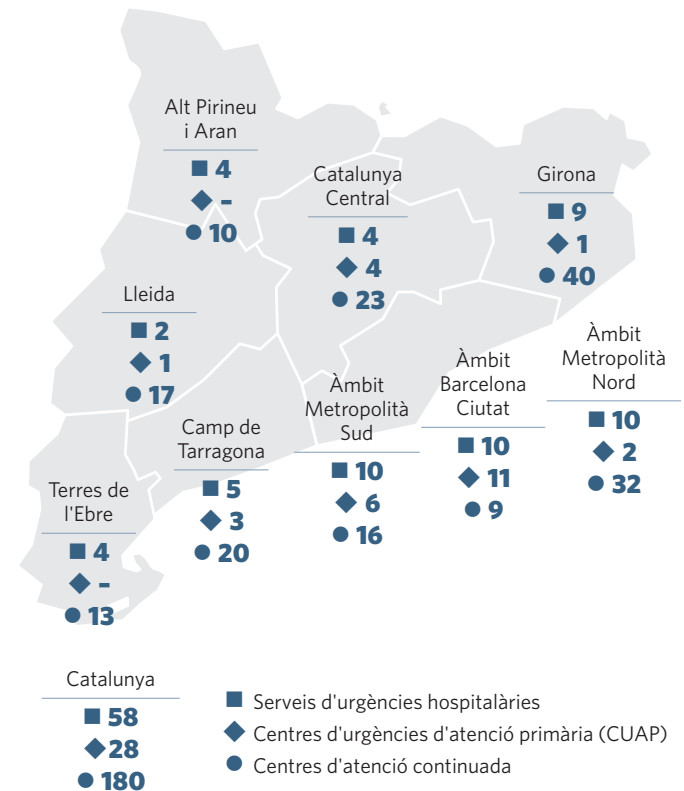 Alt Pirineu
i Aran
4
-
10
Catalunya
Central
4
4
23
Girona
9
1
40
Lleida
2
1
17
Àmbit
Metropolità
Nord
10
2
32
Àmbit
Barcelona
Ciutat
10
11
9
Àmbit
Metropolità
Sud
10
6
16
Camp de
Tarragona
5
3
20
Terres de
l'Ebre
4
-
13
Catalunya
58
28
180
Serveis d'urgències hospitalàries
Centres d'urgències d'atenció primària (CUAP)
Centres d'atenció continuada